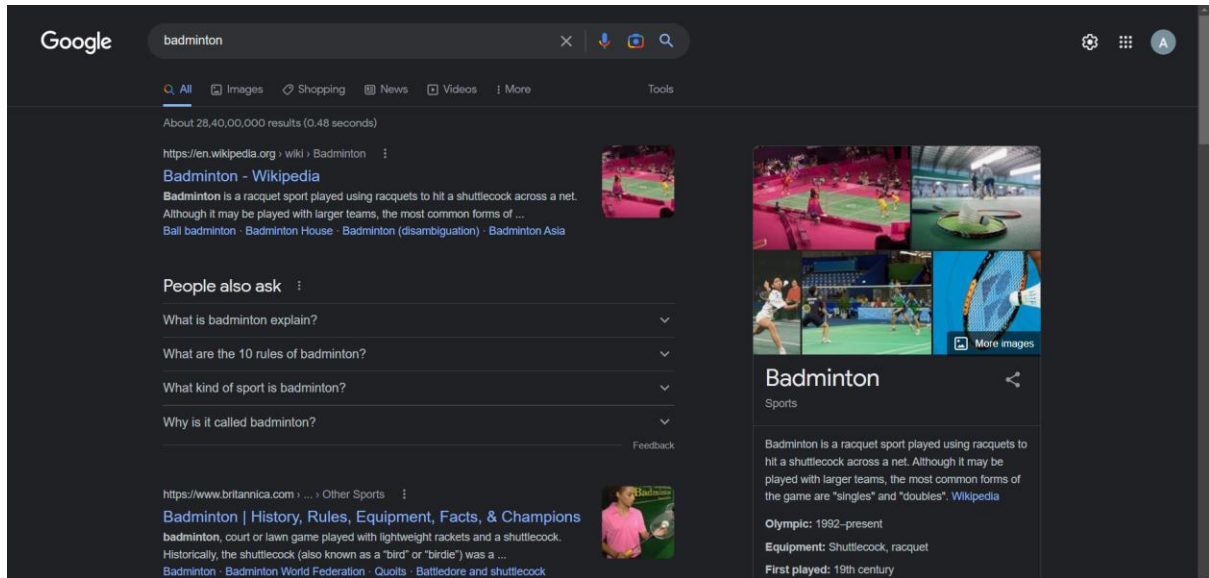 Google
badminton
A
All Images Shopping News Videos More Tools
About 28,40,00,000 results (0.48 seconds)
https://en.wikipedia.org › wiki › Badminton
Badminton - Wikipedia
Badminton is a racquet sport played using racquets to hit a shuttlecock across a net.
Although it may be played with larger teams, the most common forms of ...
Ball badminton · Badminton House · Badminton (disambiguation) · Badminton Asia
People also ask
What is badminton explain?
What are the 10 rules of badminton?
What kind of sport is badminton?
Why is it called badminton?
Feedback
https://www.britannica.com › ... › Other Sports
Badminton | History, Rules, Equipment, Facts, & Champions
badminton, court or lawn game played with lightweight rackets and a shuttlecock.
Historically, the shuttlecock (also known as a "bird" or "birdie") was a ...
Badminton · Badminton World Federation · Quoits · Battledore and shuttlecock
More images
Badminton
Sports
Badminton is a racquet sport played using racquets to
hit a shuttlecock across a net. Although it may be
played with larger teams, the most common forms of
the game are "singles" and "doubles". Wikipedia
Olympic: 1992–present
Equipment: Shuttlecock, racquet
First played: 19th century